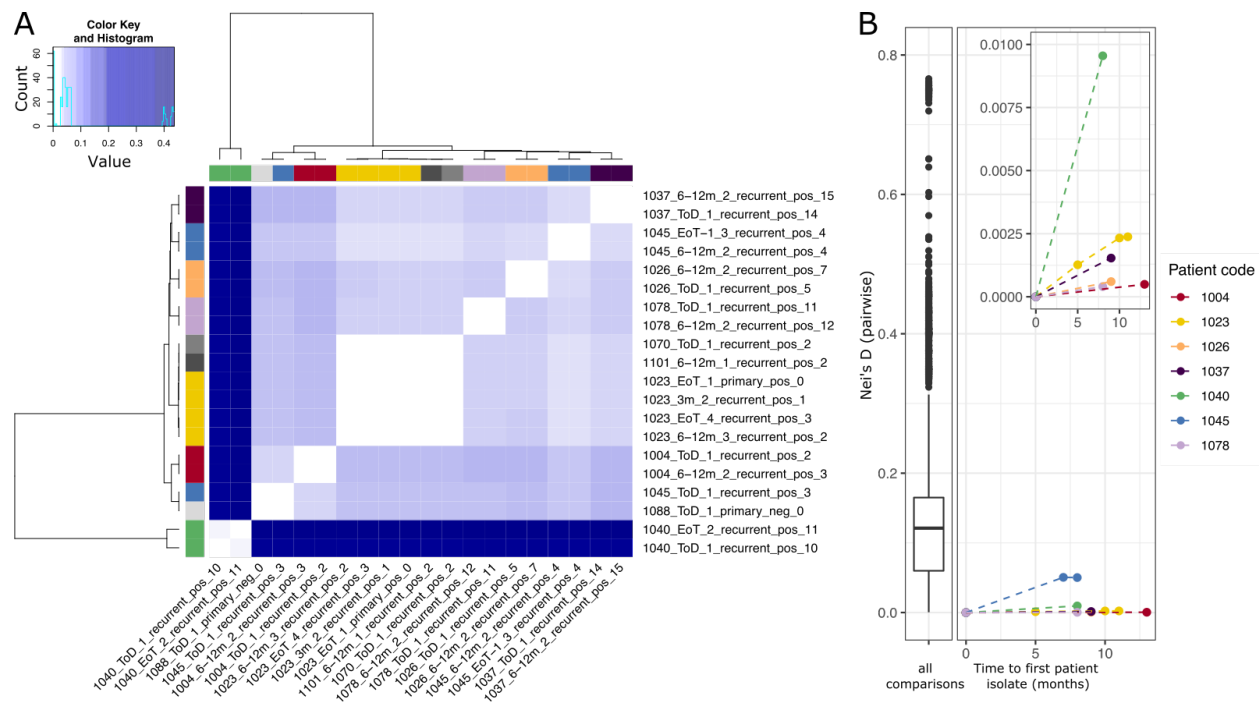 A
Color Key
and Histogram
Count
0 20 40 60
0 0.1 0.2 0.3 0.4
Value
1037_6−12m_2_recurrent_pos_15
1037_ToD_1_recurrent_pos_14
1045_EoT−1_3_recurrent_pos_4
1045_6−12m_2_recurrent_pos_4
1026_6−12m_2_recurrent_pos_7
1026_ToD_1_recurrent_pos_5
1078_ToD_1_recurrent_pos_11
1078_6−12m_2_recurrent_pos_12
1070_ToD_1_recurrent_pos_2
1101_6−12m_1_recurrent_pos_2
1023_EoT_1_primary_pos_0
1023_3m_2_recurrent_pos_1
1023_EoT_4_recurrent_pos_3
1023_6−12m_3_recurrent_pos_2
1004_ToD_1_recurrent_pos_2
1004_6−12m_2_recurrent_pos_3
1045_ToD_1_recurrent_pos_3
1088_ToD_1_primary_neg_0
1040_EoT_2_recurrent_pos_11
1040_ToD_1_recurrent_pos_10
1040_ToD_1_recurrent_pos_10
1040_EoT_2_recurrent_pos_11
1088_ToD_1_primary_neg_0
1045_ToD_1_recurrent_pos_3
1004_6−12m_2_recurrent_pos_3
1004_ToD_1_recurrent_pos_2
1023_6−12m_3_recurrent_pos_2
1023_EoT_4_recurrent_pos_3
1023_3m_2_recurrent_pos_1
1023_EoT_1_primary_pos_0
1101_6−12m_1_recurrent_pos_2
1070_ToD_1_recurrent_pos_2
1078_6−12m_2_recurrent_pos_12
1078_ToD_1_recurrent_pos_11
1026_ToD_1_recurrent_pos_5
1026_6−12m_2_recurrent_pos_7
1045_6−12m_2_recurrent_pos_4
1045_EoT−1_3_recurrent_pos_4
1037_ToD_1_recurrent_pos_14
1037_6−12m_2_recurrent_pos_15
B
Nei's D (pairwise)
0.8
0.6
0.4
0.2
0.0
all
comparisons
0.0100
0.0075
0.0050
0.0025
0.0000
0 5 10
0 5 10
Time to first patient
isolate (months)
Patient code
1004
1023
1026
1037
1040
1045
1078